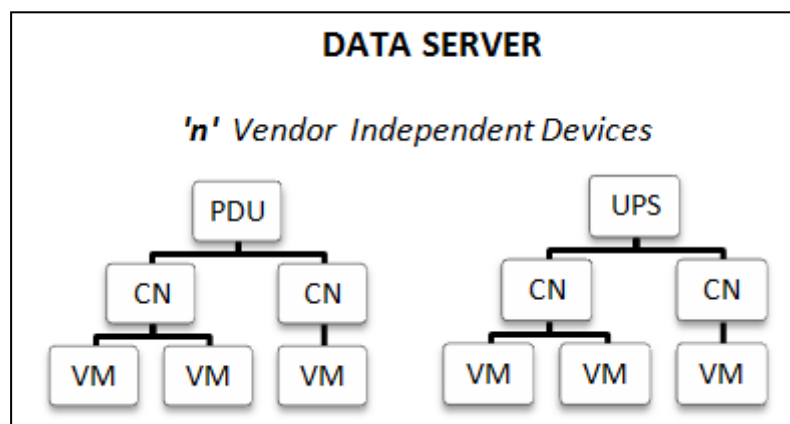 DATA SERVER
'n' Vendor Independent Devices
PDU UPS
CN CN CN CN
VM VM VM VM VM VM